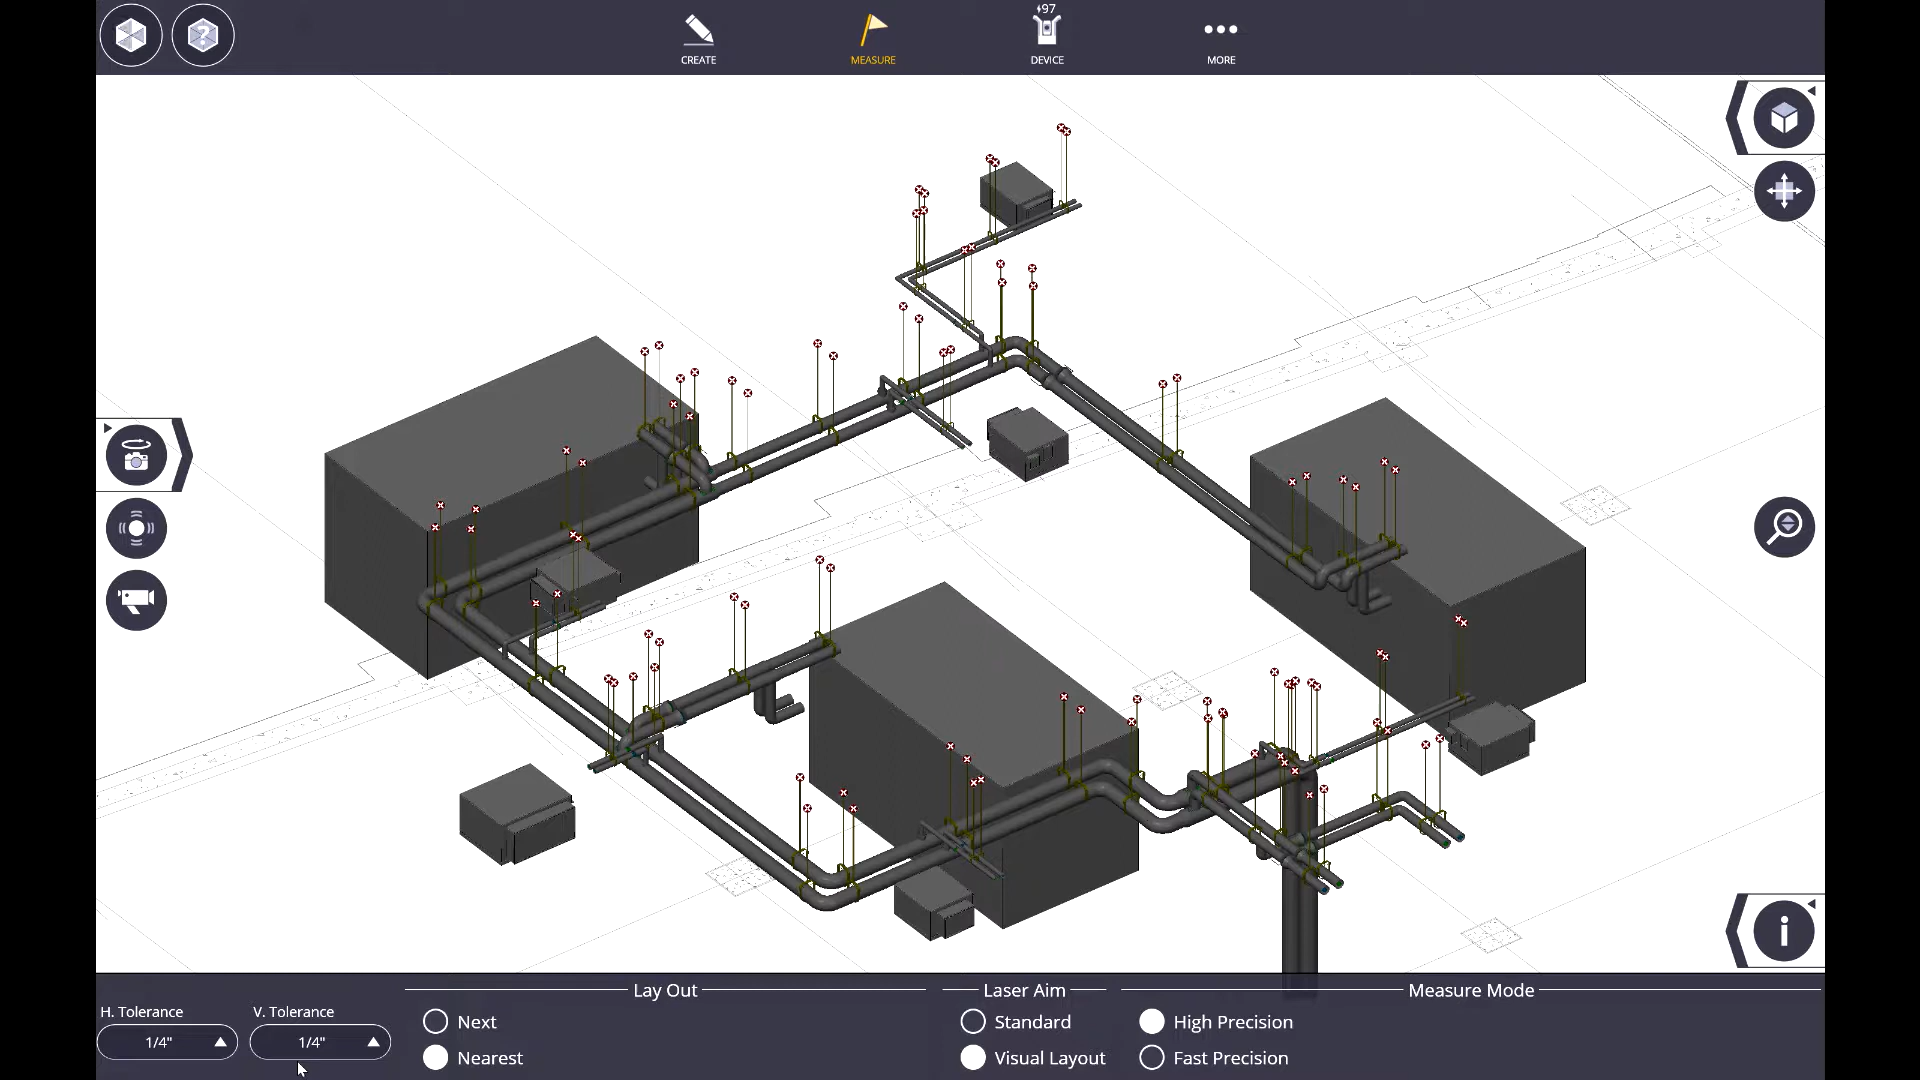 97
CREATE
MEASURE
DEVICE
MORE
Lay Out
Laser Aim
Measure Mode
H. Tolerance
V. Tolerance
1/4"
1/4"
Next
Nearest
Standard
Visual Layout
High Precision
Fast Precision